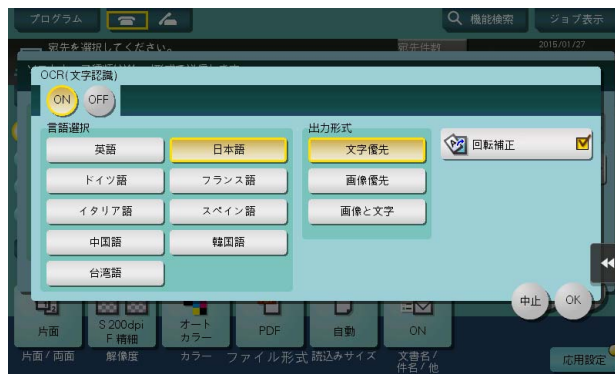 プログラム
機能検索
ジョブ表示
宛先を選択してください。
宛先件数
2015/01/27
OCR(文字認識)
ON
OFF
言語選択
出力形式
英語
日本語
文字優先
回転補正
ドイツ語
フランス語
画像優先
イタリア語
スペイン語
画像と文字
中国語
韓国語
台湾語
中止
OK
片面
S 200dpi
F 精細
オート
カラー
PDF
自動
ON
片面/両面
解像度
カラー
ファイル形式
読込みサイズ
文書名/
件名/他
応用設定